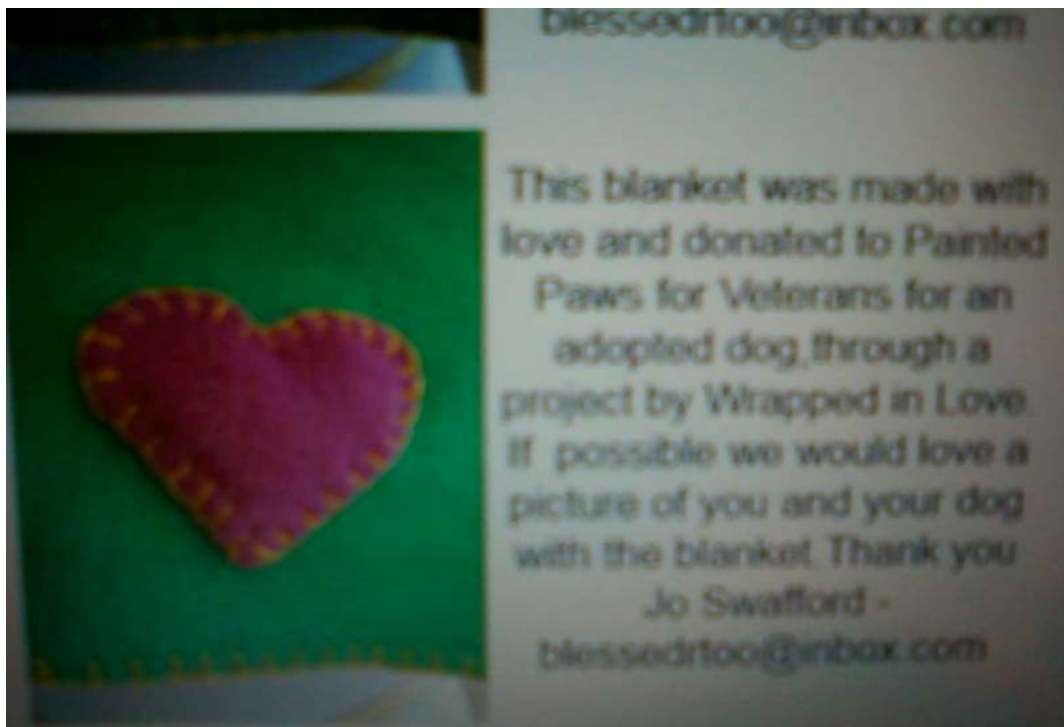 blessedrtoo@inbox.com
This blanket was made with
love and donated to Painted
Paws for Veterans for an
adopted dog,through a
project by Wrapped in Love.
If possible we would love a
picture of you and your dog
with the blanket.Thank you
Jo Swafford -
blessedrtoo@inbox.com